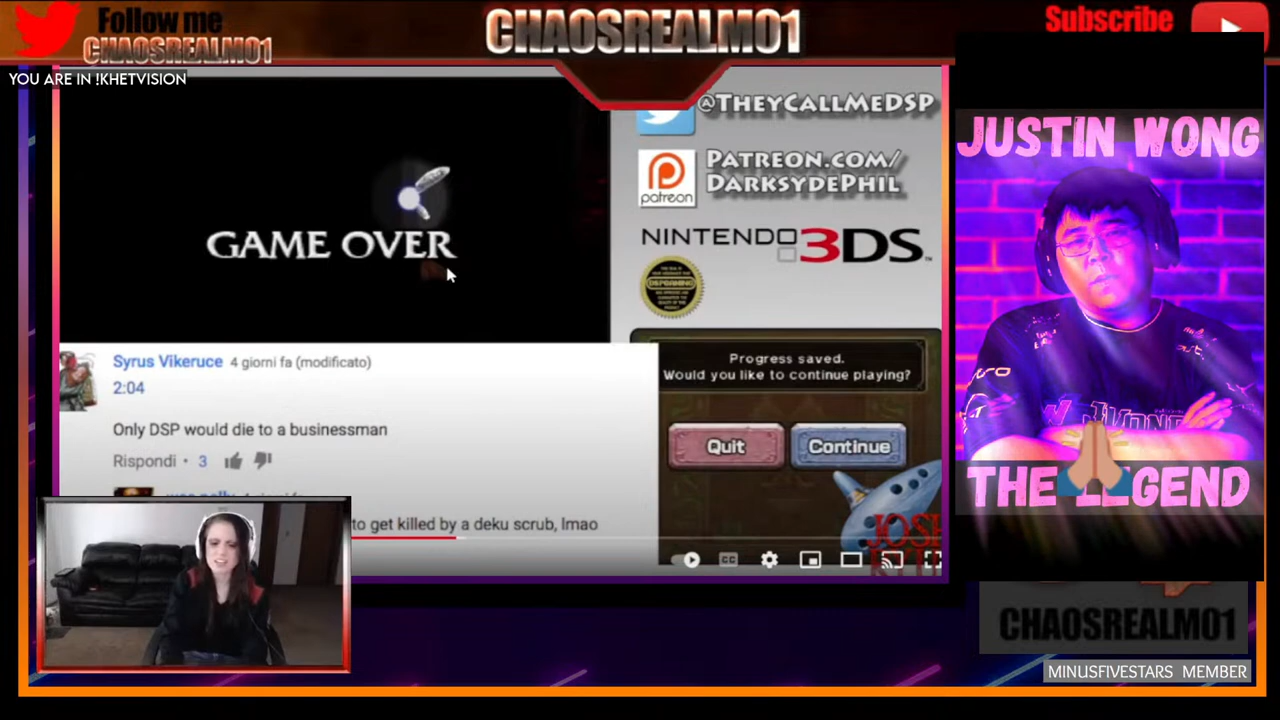 Follow me
CHAOSREALM01
CHAOSREALM01
Subscribe
YOU ARE IN !KHETVISION
@THEYCALLMEDSP
PATREON.COM/
DARKSYDEPHIL
patreon
NINTENDO 3DS
GAME OVER
Syrus Vikeruce 4 giorni fa (modificato)
2:04
Only DSP would die to a businessman
Rispondi • 3
to get killed by a deku scrub, lmao
Progress saved.
Would you like to continue playing?
Quit
Continue
CC
JUSTIN WONG
THE LEGEND
CHAOSREALM01
MINUSFIVESTARS MEMBER